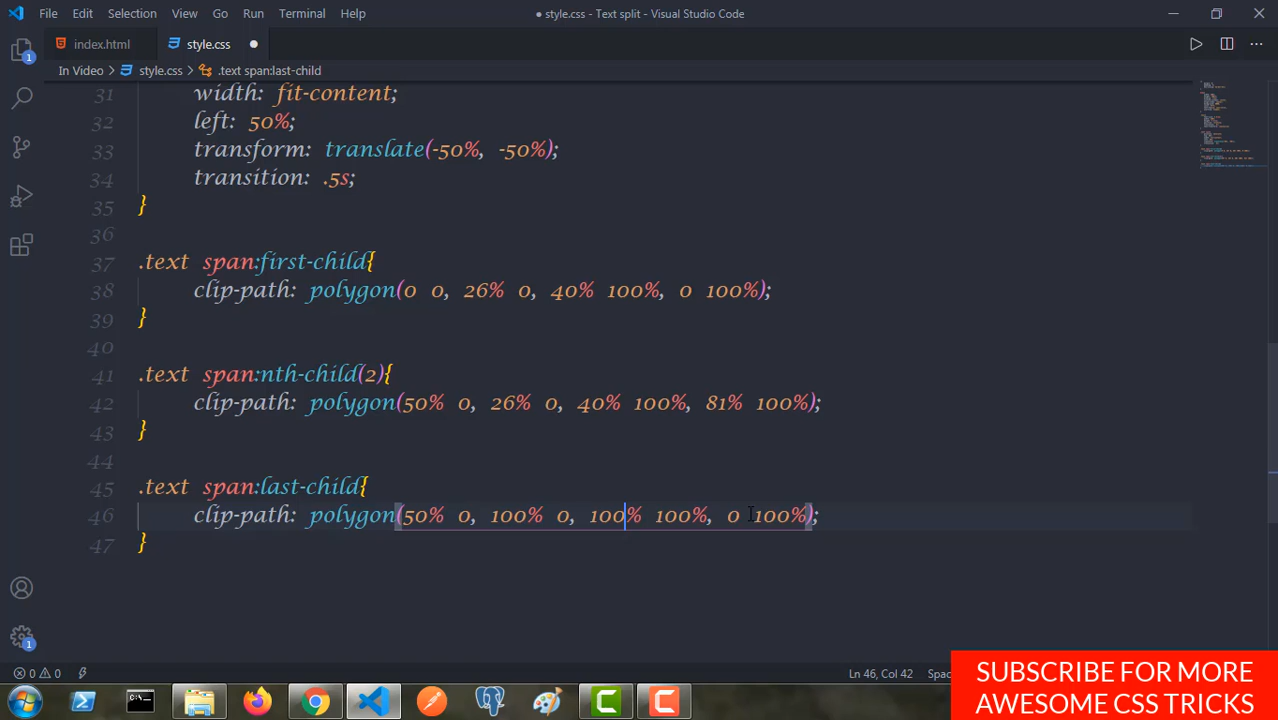 File Edit Selection View Go Run Terminal Help
● style.css - Text split - Visual Studio Code
index.html style.css ●
In Video > style.css > .text span:last-child
31 width: fit-content;
32 left: 50%;
33 transform: translate(-50%, -50%);
34 transition: .5s;
35 }
36
37 .text span:first-child{
38 clip-path: polygon(0 0, 26% 0, 40% 100%, 0 100%);
39 }
40
41 .text span:nth-child(2){
42 clip-path: polygon(50% 0, 26% 0, 40% 100%, 81% 100%);
43 }
44
45 .text span:last-child{
46 clip-path: polygon(50% 0, 100% 0, 100% 100%, 0 100%);
47 }
1
1
0 0 Ln 46, Col 42 Spac
SUBSCRIBE FOR MORE
AWESOME CSS TRICKS